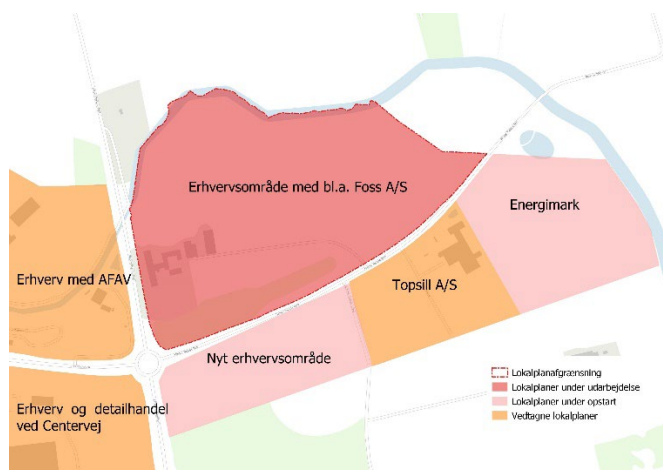 Erhvervsområde med bl.a. Foss A/S
Energimark
Erhverv med AFAV
Topsill A/S
Nyt erhvervsområde
Erhverv og detailhandel
ved Centervej
Lokalplanafgrænsning
Lokalplaner under udarbejdelse
Lokalplaner under opstart
Vedtagne lokalplaner